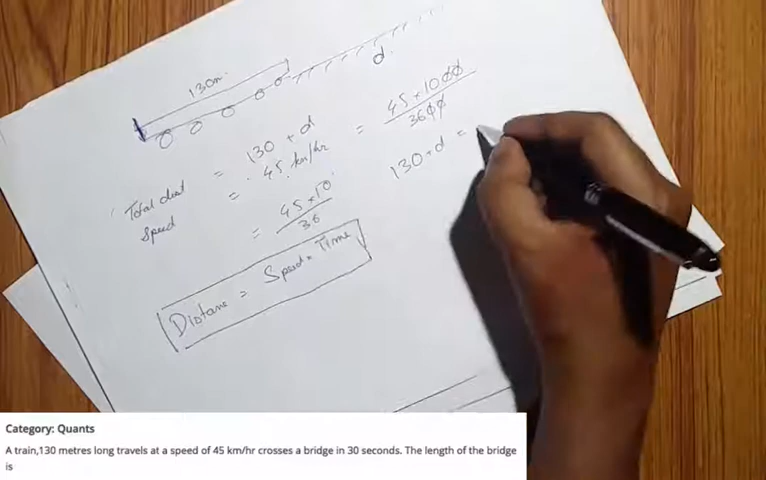 130m.
d.
Total dist = 130 + d
Speed = 45 km/hr = 45 × 1000 / 3600
= 45 × 10 / 36
130 + d =
Distane = Speed × Time
Category: Quants
A train,130 metres long travels at a speed of 45 km/hr crosses a bridge in 30 seconds. The length of the bridge
is